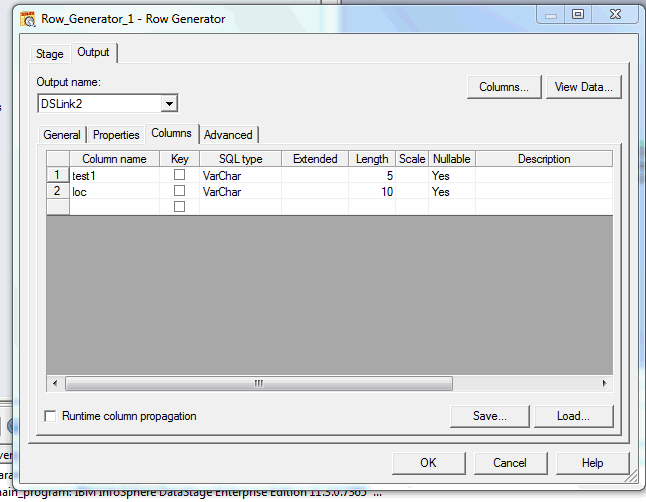 Row_Generator_1 - Row Generator
Stage Output
Output name:
DSLink2
Columns... View Data...
General Properties Columns Advanced
Column name Key SQL type Extended Length Scale Nullable Description
1 test1 VarChar 5 Yes
2 loc VarChar 10 Yes
Runtime column propagation
Save... Load...
OK Cancel Help
main_program: IBM InfoSphere DataStage Enterprise Edition 11.3.0.7565 ...